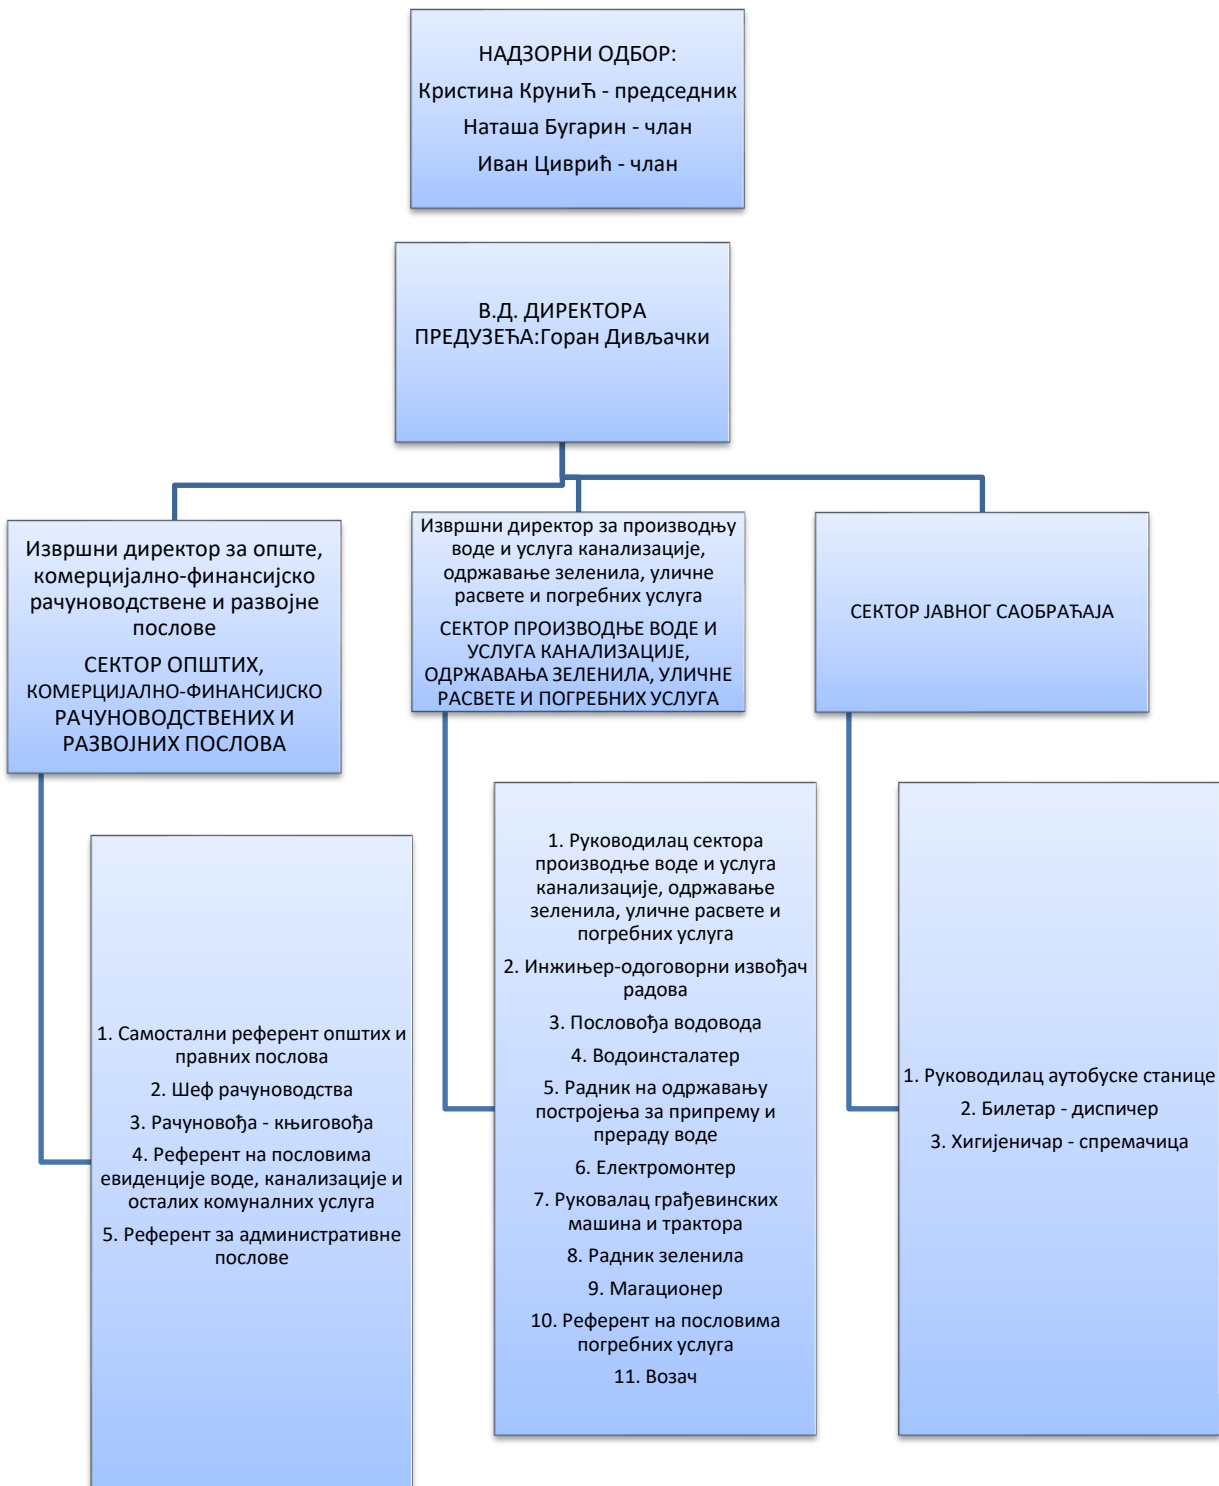 НАДЗОРНИ ОДБОР:
Кристина КруниЋ - председник
Наташа Бугарин - члан
Иван Циврић - члан
В.Д. ДИРЕКТОРА
ПРЕДУЗЕЋА:Горан Дивљачки
Извршни директор за опште,
комерцијално-финансијско
рачуноводствене и развојне
послове
СЕКТОР ОПШТИХ,
КОМЕРЦИЈАЛНО-ФИНАНСИЈСКО
РАЧУНОВОДСТВЕНИХ И
РАЗВОЈНИХ ПОСЛОВА
Извршни директор за производњу
воде и услуга канализације,
одржавање зеленила, уличне
расвете и погребних услуга
СЕКТОР ПРОИЗВОДЊЕ ВОДЕ И
УСЛУГА КАНАЛИЗАЦИЈЕ,
ОДРЖАВАЊА ЗЕЛЕНИЛА, УЛИЧНЕ
РАСВЕТЕ И ПОГРЕБНИХ УСЛУГА
СЕКТОР ЈАВНОГ САОБРАЋАЈА
1. Самостални референт општих и
правних послова
2. Шеф рачуноводства
3. Рачуновођа - књиговођа
4. Референт на пословима
евиденције воде, канализације и
осталих комуналних услуга
5. Референт за административне
послове
1. Руководилац сектора
производње воде и услуга
канализације, одржавање
зеленила, уличне расвете и
погребних услуга
2. Инжињер-одоговорни извођач
радова
3. Пословођа водовода
4. Водоинсталатер
5. Радник на одржавању
постројења за припрему и
прераду воде
6. Електромонтер
7. Руковалац грађевинских
машина и трактора
8. Радник зеленила
9. Магационер
10. Референт на пословима
погребних услуга
11. Возач
1. Руководилац аутобуске станице
2. Билетар - диспичер
3. Хигијеничар - спремачица